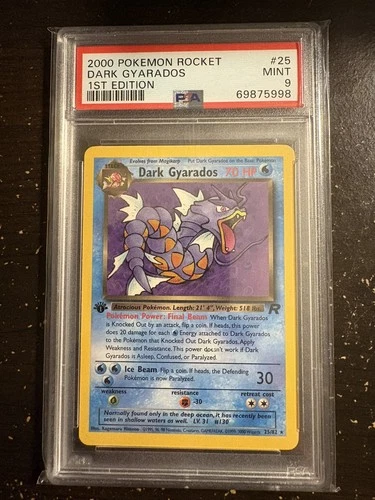 2000 POKEMON ROCKET #25
DARK GYARADOS MINT
1ST EDITION 9
PSA 69875998
Evolves from Magikarp Put Dark Gyarados on the Basic Pokémon
Dark Gyarados 70 HP
Atrocious Pokémon. Length: 21' 4", Weight: 518 lbs.
Pokémon Power: Final Beam When Dark Gyarados
is Knocked Out by an attack, flip a coin. If heads, this power
does 20 damage for each Energy attached to Dark Gyarados
to the Pokémon that Knocked Out Dark Gyarados. Apply
Weakness and Resistance. This power doesn't work if Dark
Gyarados is Asleep, Confused, or Paralyzed.
Ice Beam Flip a coin. If heads, the Defending
Pokémon is now Paralyzed. 30
weakness resistance retreat cost
-30
Normally found only in the deep ocean, it has recently been
seen in shallow waters as well. LV. 31 #130
25/82